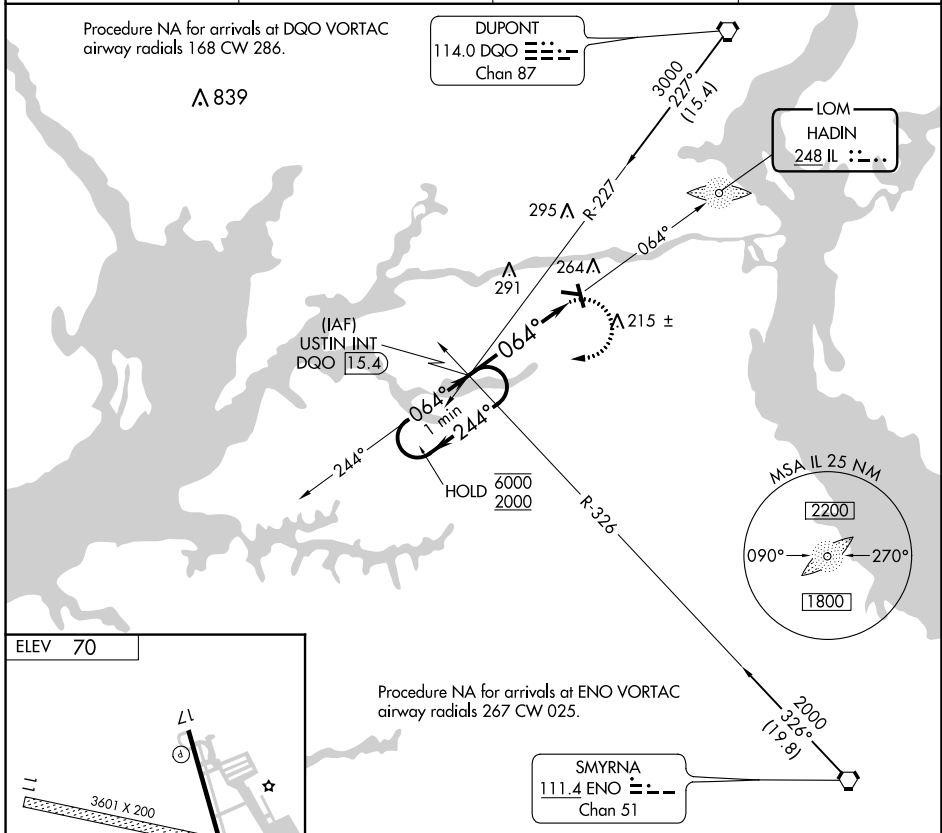 Procedure NA for arrivals at DQO VORTAC
airway radials 168 CW 286.
839
DUPONT
114.0 DQO
Chan 87
3000
227°
(15.4)
LOM
HADIN
248 IL
R-227
295
064°
291
264
215 ±
(IAF)
USTIN INT
DQO 15.4
064°
064°
1 min
244°
244°
HOLD 6000
2000
R-326
MSA IL 25 NM
2200
090°
270°
1800
ELEV 70
17
11
3601 X 200
Procedure NA for arrivals at ENO VORTAC
airway radials 267 CW 025.
2000
326°
(19.8)
SMYRNA
111.4 ENO
Chan 51